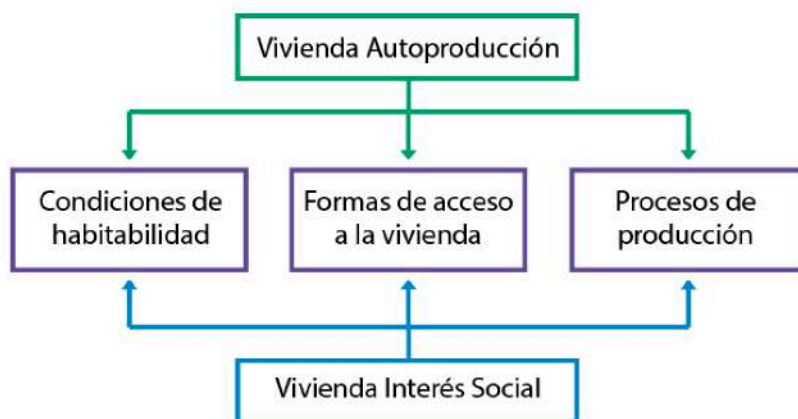 Vivienda Autoproducción
Condiciones de
habitabilidad
Formas de acceso
a la vivienda
Procesos de
producción
Vivienda Interés Social